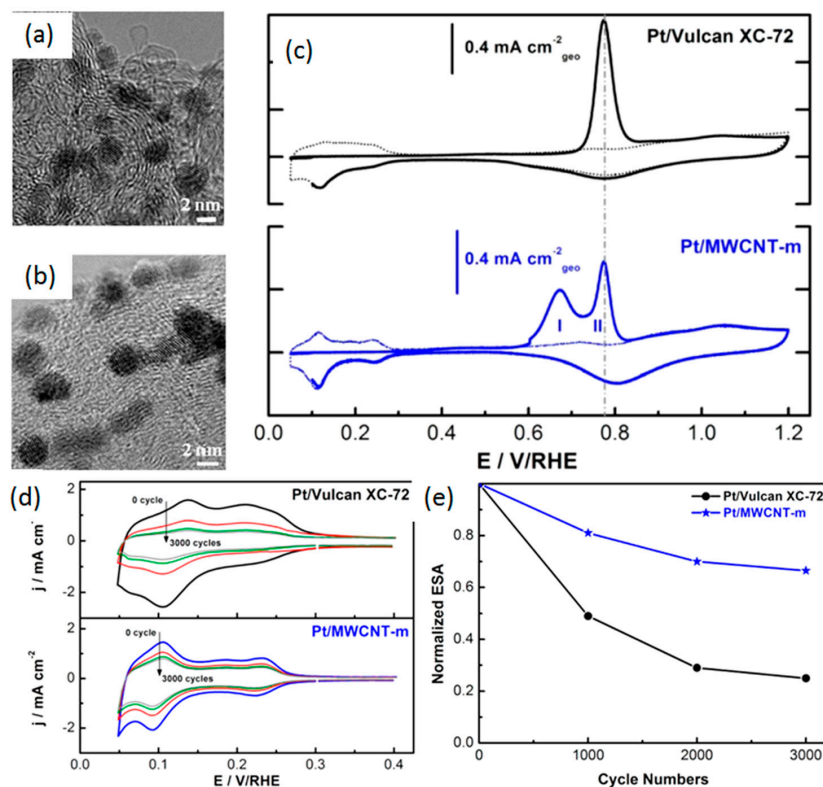 (a)
2 nm
(b)
2 nm
(c)
0.4 mA cm⁻²geo
Pt/Vulcan XC-72
0.4 mA cm⁻²geo
Pt/MWCNT-m
I II
0.0 0.2 0.4 0.6 0.8 1.0 1.2
E / V/RHE
(d)
Pt/Vulcan XC-72
0 cycle
3000 cycles
2
0
-2
j / mA cm⁻
Pt/MWCNT-m
0 cycle
3000 cycles
2
0
-2
j / mA cm⁻²
0.0 0.1 0.2 0.3 0.4
E / V/RHE
(e)
Pt/Vulcan XC-72
Pt/MWCNT-m
0.8
0.6
0.4
0.2
0.0
Normalized ESA
0 1000 2000 3000
Cycle Numbers